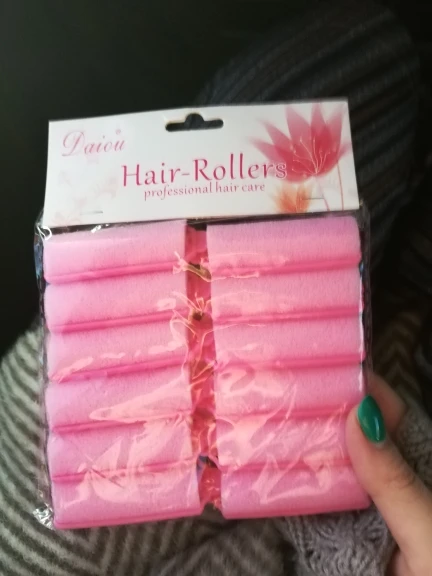 Daiou
Hair-Rollers
professional hair care